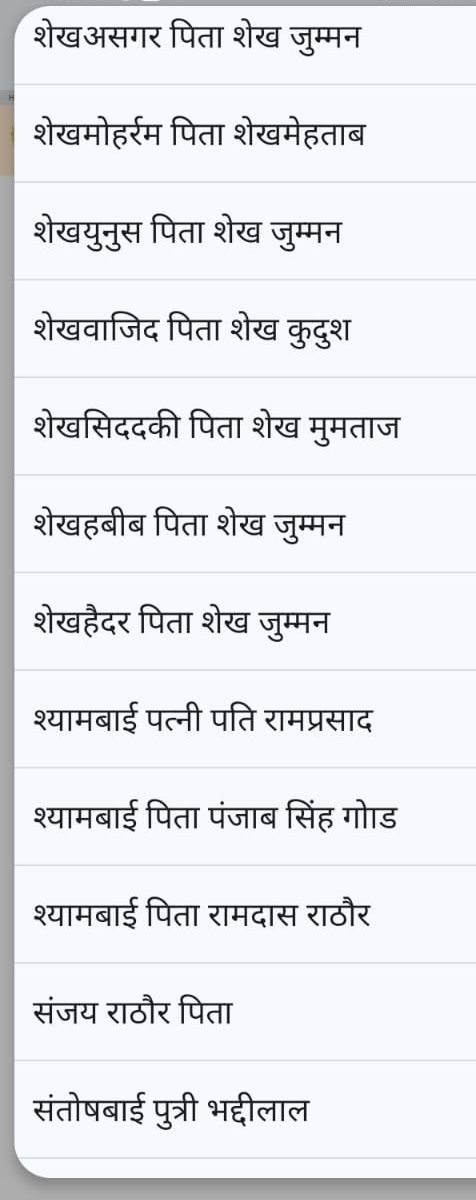 शेखअसगर पिता शेख जुम्मन
शेखमोहर्रम पिता शेखमेहताब
शेखयुनुस पिता शेख जुम्मन
शेखवाजिद पिता शेख कुदुश
शेखसिददकी पिता शेख मुमताज
शेखहबीब पिता शेख जुम्मन
शेखहैदर पिता शेख जुम्मन
श्यामबाई पत्नी पति रामप्रसाद
श्यामबाई पिता पंजाब सिंह गोाड
श्यामबाई पिता रामदास राठौर
संजय राठौर पिता
संतोषबाई पुत्री भद्दीलाल